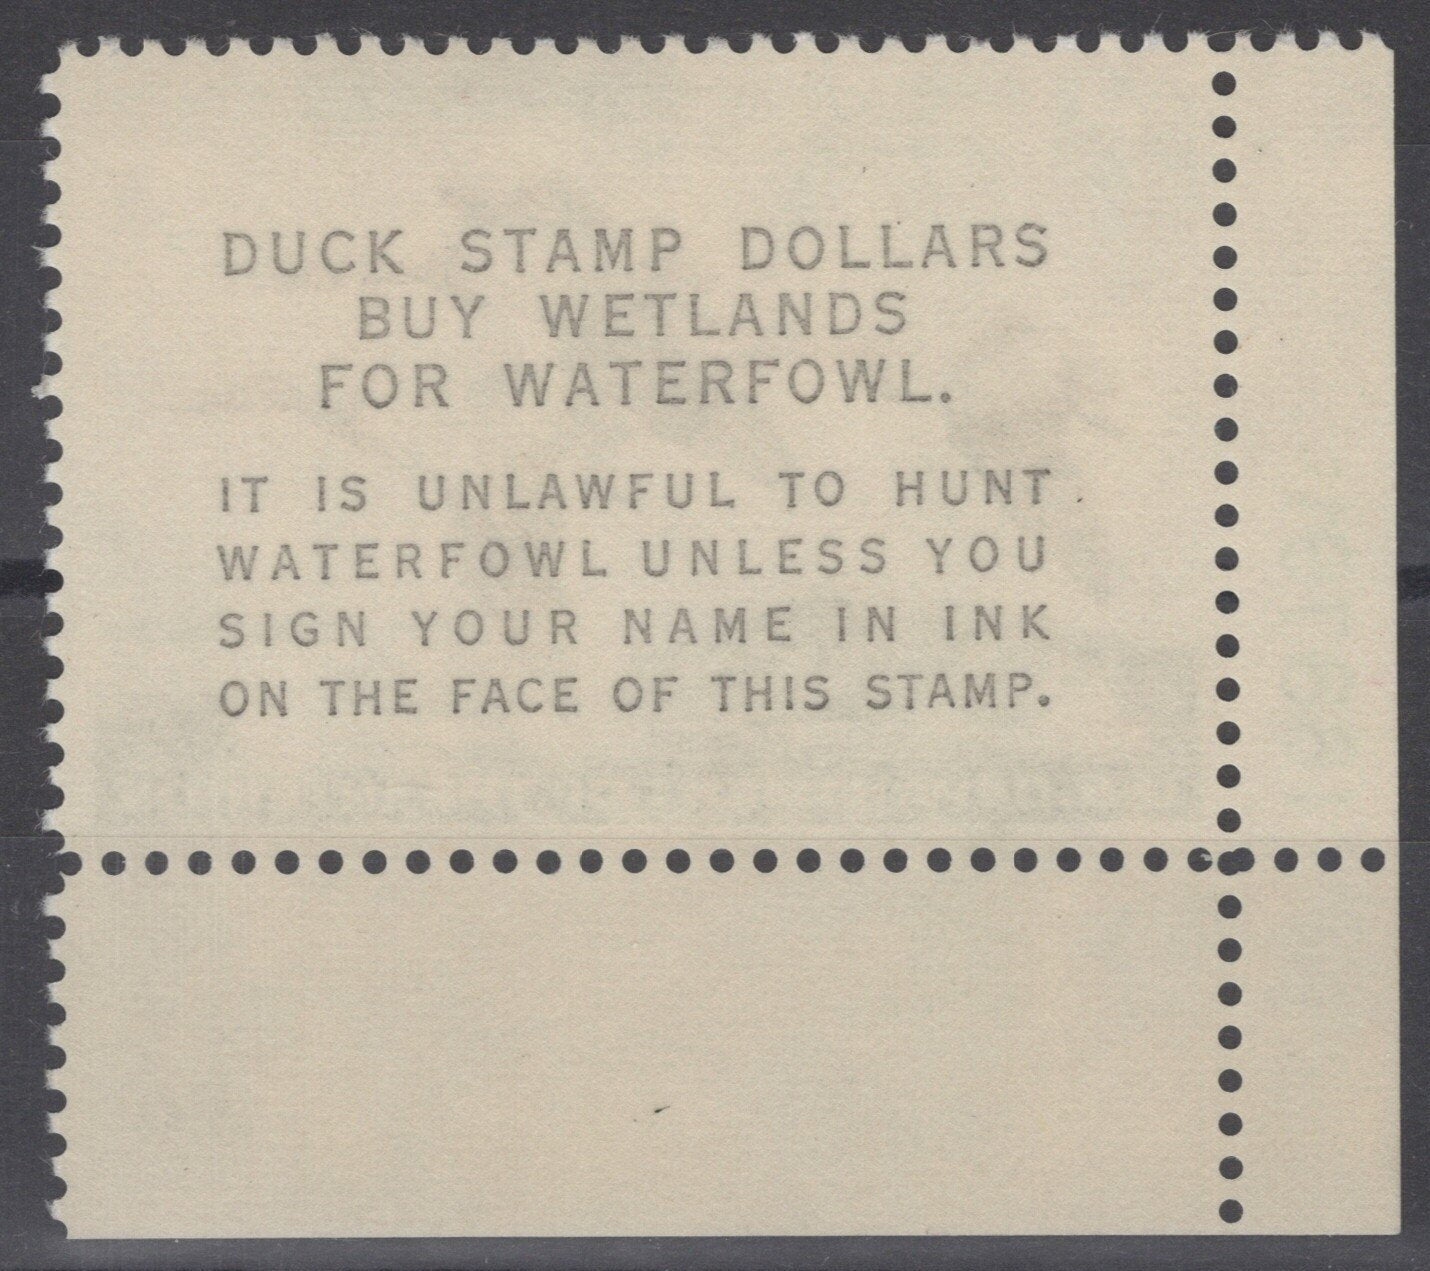 DUCK STAMP DOLLARS
BUY WETLANDS
FOR WATERFOWL.
IT IS UNLAWFUL TO HUNT
WATERFOWL UNLESS YOU
SIGN YOUR NAME IN INK
ON THE FACE OF THIS STAMP.